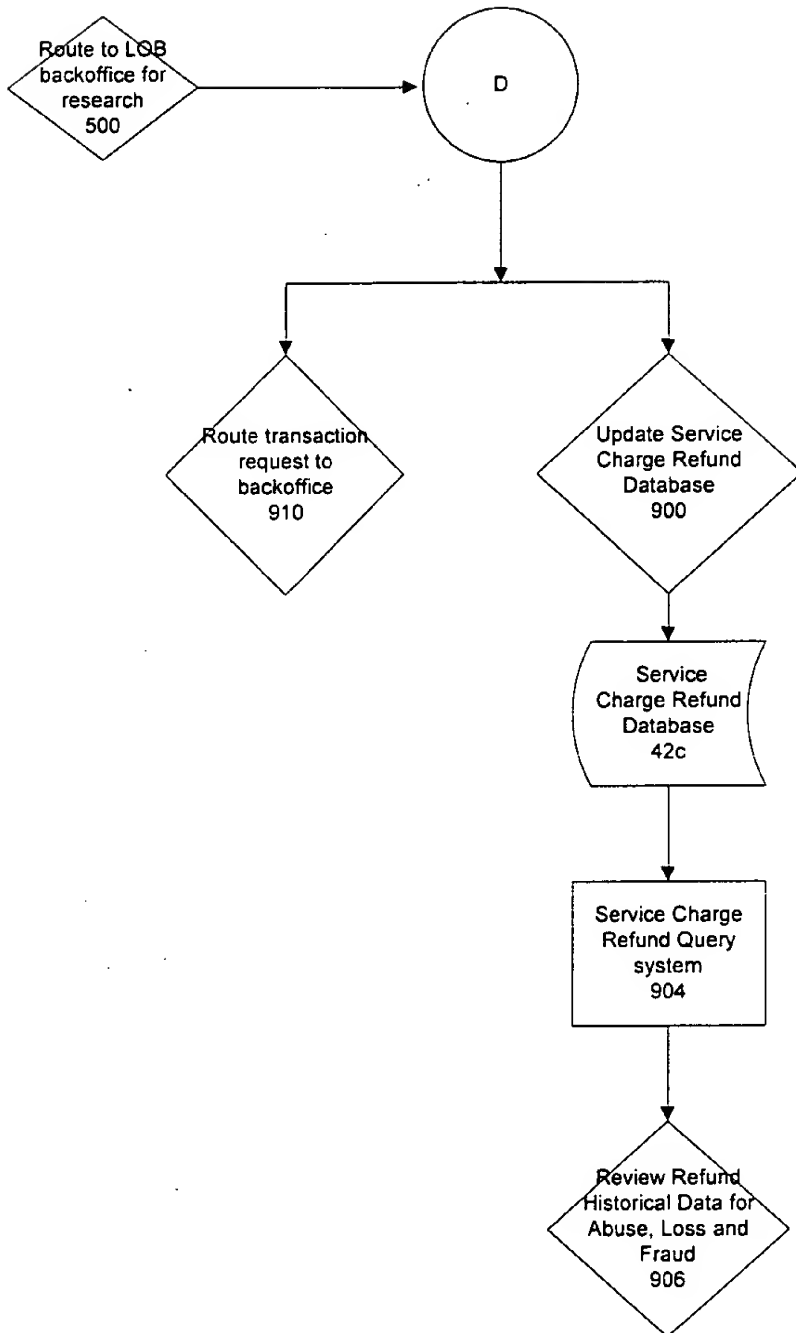 Route to LOB
backoffice for
research
500
D
Route transaction
request to
backoffice
910
Update Service
Charge Refund
Database
900
Service
Charge Refund
Database
42c
Service Charge
Refund Query
system
904
Review Refund
Historical Data for
Abuse, Loss and
Fraud
906